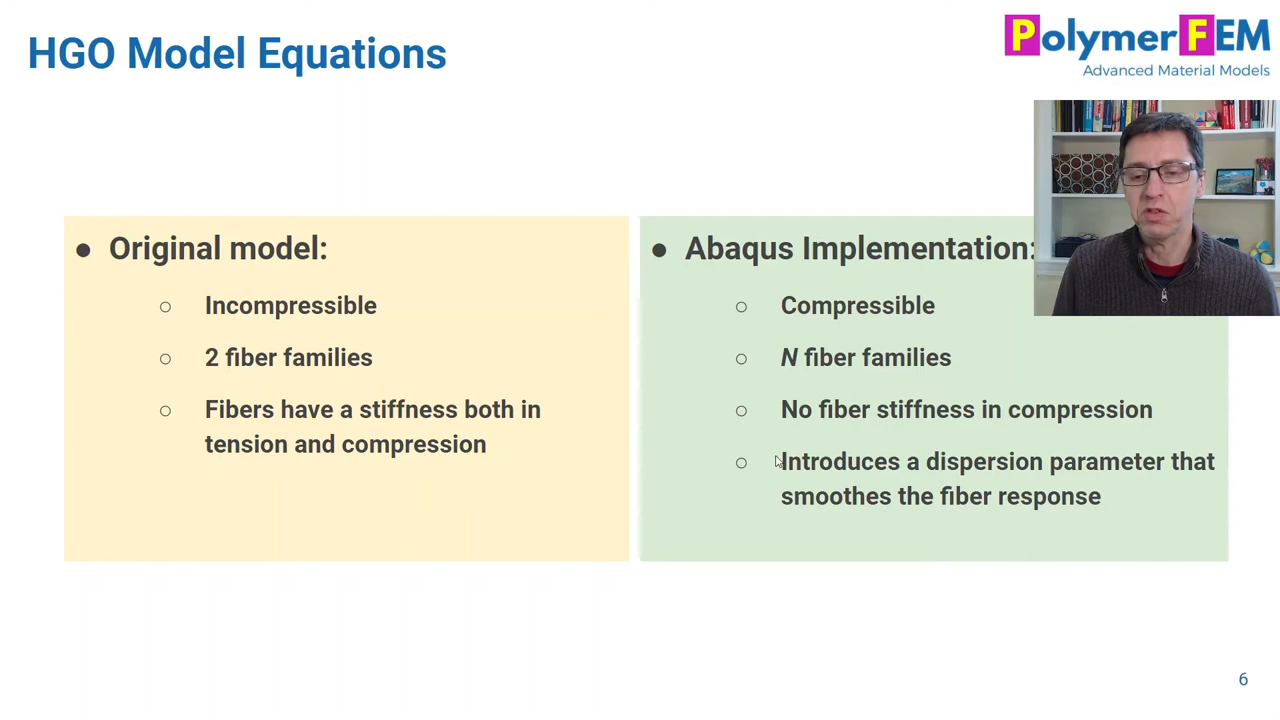 HGO Model Equations
PolymerFEM
Advanced Material Models
● Original model:
○ Incompressible
○ 2 fiber families
○ Fibers have a stiffness both in
tension and compression
● Abaqus Implementation:
○ Compressible
○ N fiber families
○ No fiber stiffness in compression
○ Introduces a dispersion parameter that
smoothes the fiber response
6